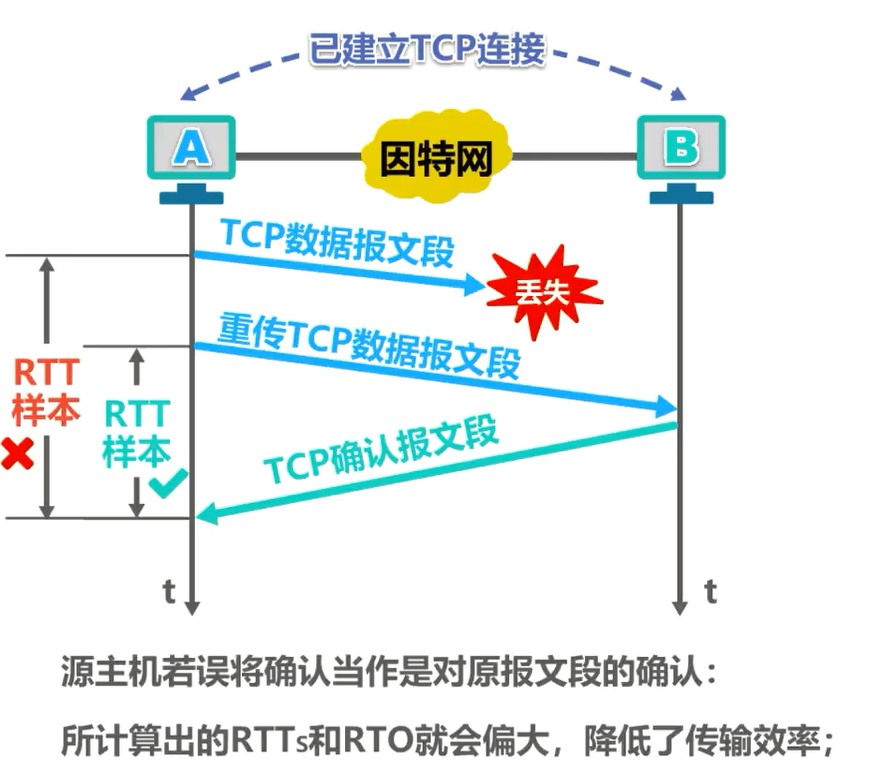 已建立TCP连接
A
因特网
B
TCP数据报文段
丢失
重传TCP数据报文段
RTT
样本
RTT
样本
TCP确认报文段
t
t
源主机若误将确认当作是对原报文段的确认：
所计算出的RTTs和RTO就会偏大，降低了传输效率；